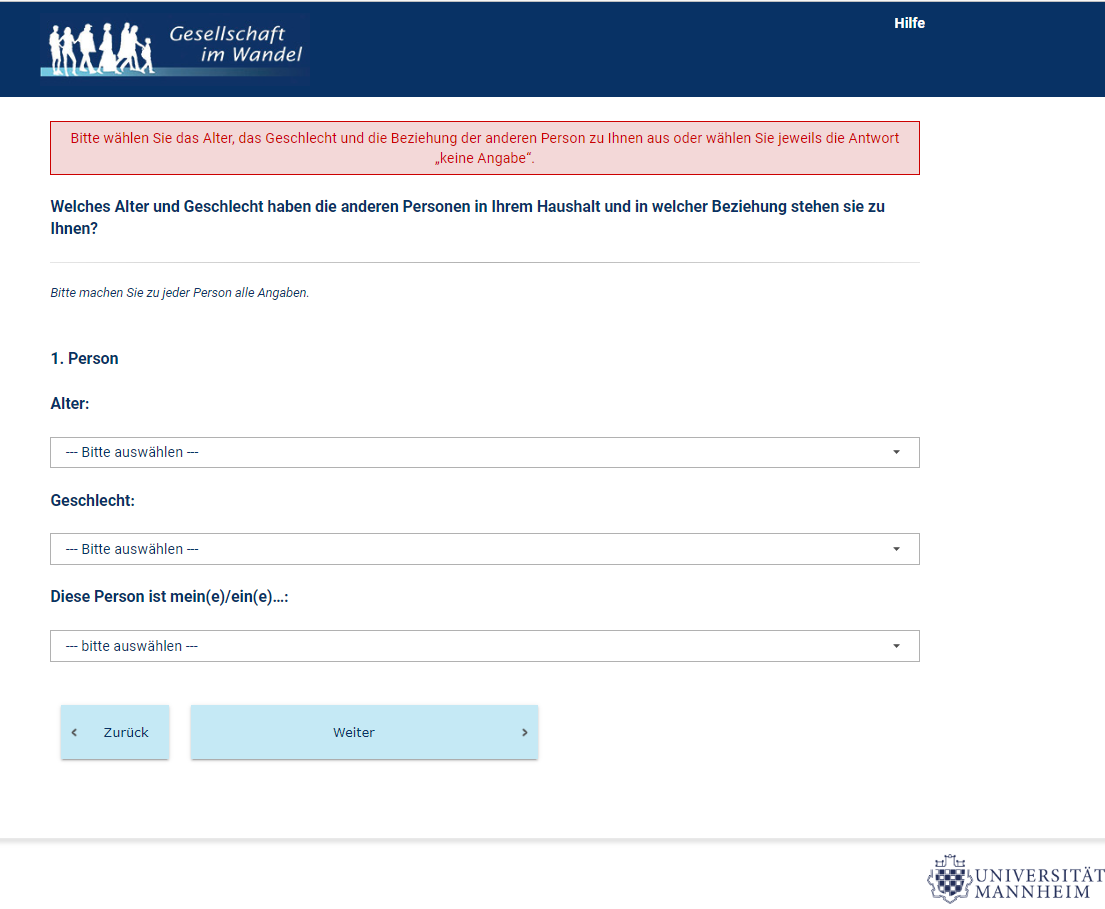 Gesellschaft
im Wandel
Hilfe
Bitte wählen Sie das Alter, das Geschlecht und die Beziehung der anderen Person zu Ihnen aus oder wählen Sie jeweils die Antwort
„keine Angabe“.
Welches Alter und Geschlecht haben die anderen Personen in Ihrem Haushalt und in welcher Beziehung stehen sie zu
Ihnen?
Bitte machen Sie zu jeder Person alle Angaben.
1. Person
Alter:
--- Bitte auswählen ---
Geschlecht:
--- Bitte auswählen ---
Diese Person ist mein(e)/ein(e)...:
--- bitte auswählen ---
Zurück
Weiter
UNIVERSITÄT
MANNHEIM